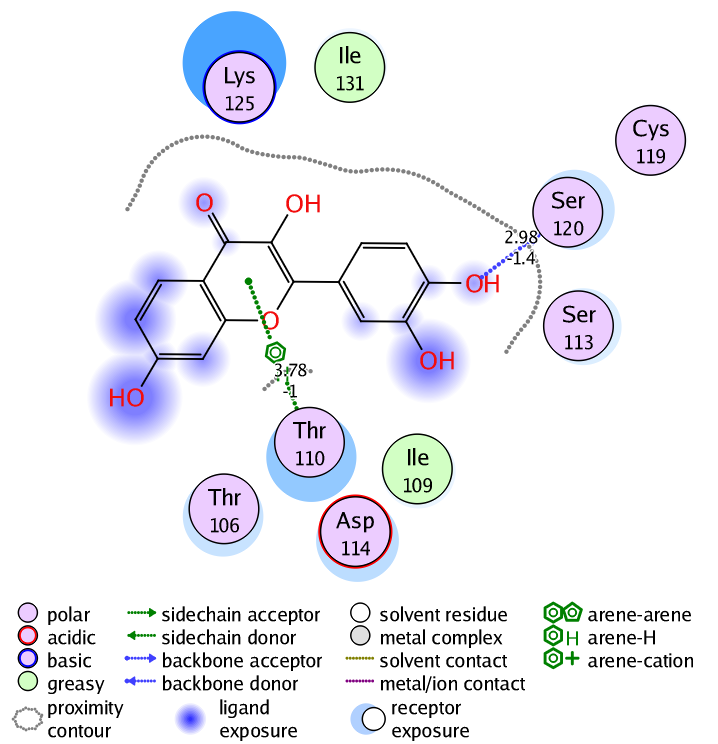 Lys
125
Ile
131
Cys
119
Ser
120
O
OH
2.98
-1.4
OH
O
Ser
113
OH
3.78
-1
HO
Thr
110
Ile
109
Thr
106
Asp
114
polar
acidic
basic
greasy
proximity
contour
sidechain acceptor
sidechain donor
backbone acceptor
backbone donor
ligand
exposure
solvent residue
metal complex
solvent contact
metal/ion contact
receptor
exposure
arene-arene
H arene-H
+ arene-cation